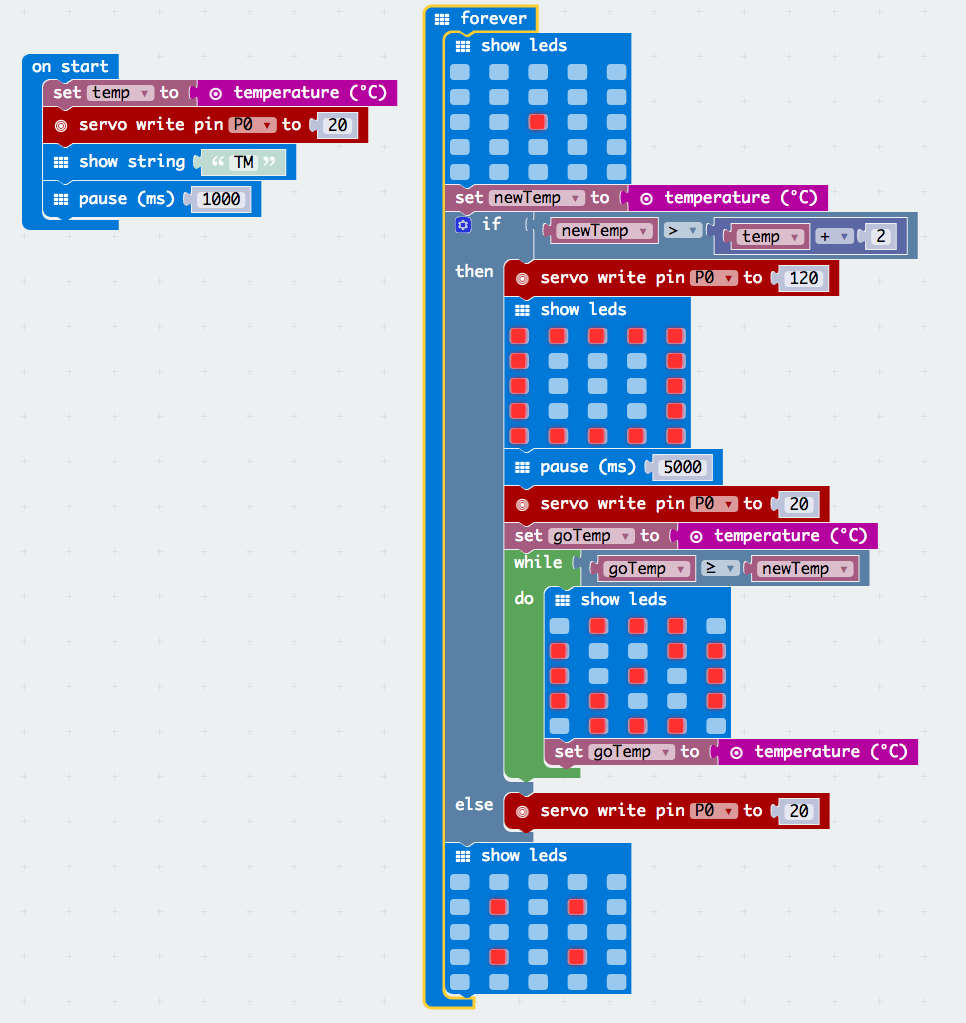 on start
set temp to temperature (°C)
servo write pin P0 to 20
show string “ TM ”
pause (ms) 1000
forever
show leds
set newTemp to temperature (°C)
if newTemp > temp + 2
then servo write pin P0 to 120
show leds
pause (ms) 5000
servo write pin P0 to 20
set goTemp to temperature (°C)
while goTemp ≥ newTemp
do show leds
set goTemp to temperature (°C)
else servo write pin P0 to 20
show leds